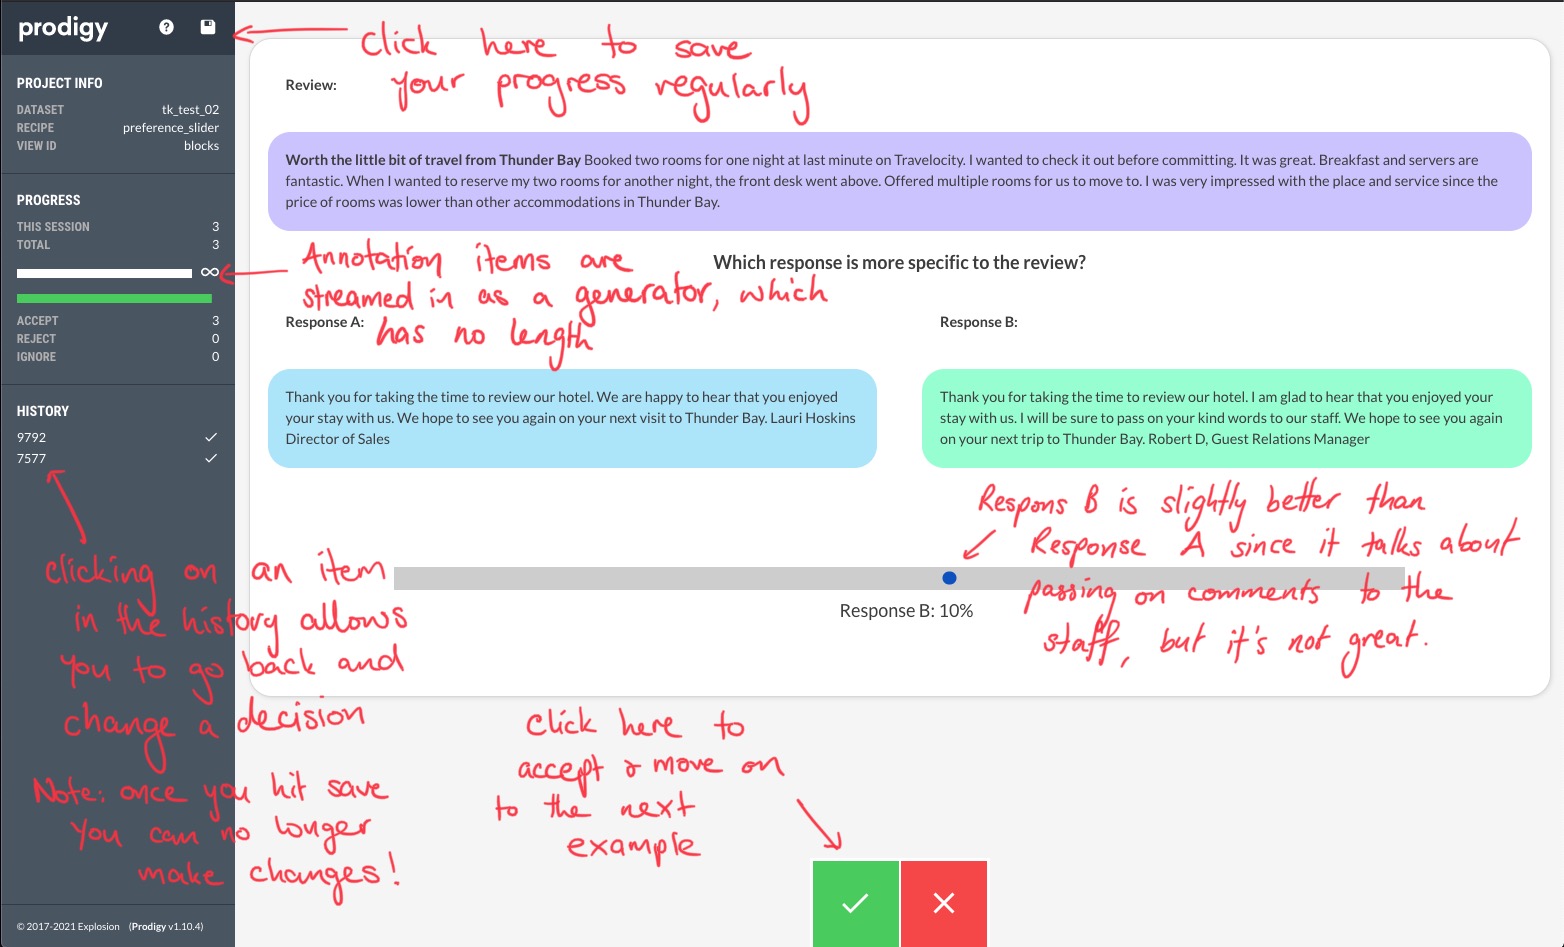 prodigy
Click here to save
your progress regularly
PROJECT INFO
DATASET tk_test_02
RECIPE preference_slider
VIEW ID blocks
PROGRESS
THIS SESSION 3
TOTAL 3
∞
ACCEPT 3
REJECT 0
IGNORE 0
HISTORY
9792
7577
clicking on an item
in the history allows
you to go back and
change a decision
Note: once you hit save
you can no longer
make changes!
© 2017-2021 Explosion (Prodigy v1.10.4)
Review:
Worth the little bit of travel from Thunder Bay Booked two rooms for one night at last minute on Travelocity. I wanted to check it out before committing. It was great. Breakfast and servers are
fantastic. When I wanted to reserve my two rooms for another night, the front desk went above. Offered multiple rooms for us to move to. I was very impressed with the place and service since the
price of rooms was lower than other accommodations in Thunder Bay.
Annotation items are
streamed in as a generator, which
has no length
Which response is more specific to the review?
Response A:
Thank you for taking the time to review our hotel. We are happy to hear that you enjoyed
your stay with us. We hope to see you again on your next visit to Thunder Bay. Lauri Hoskins
Director of Sales
Response B:
Thank you for taking the time to review our hotel. I am glad to hear that you enjoyed your
stay with us. I will be sure to pass on your kind words to our staff. We hope to see you again
on your next trip to Thunder Bay. Robert D, Guest Relations Manager
Respons B is slightly better than
Response A since it talks about
passing on comments to the
staff, but it's not great.
Response B: 10%
click here to
accept & move on
to the next
example